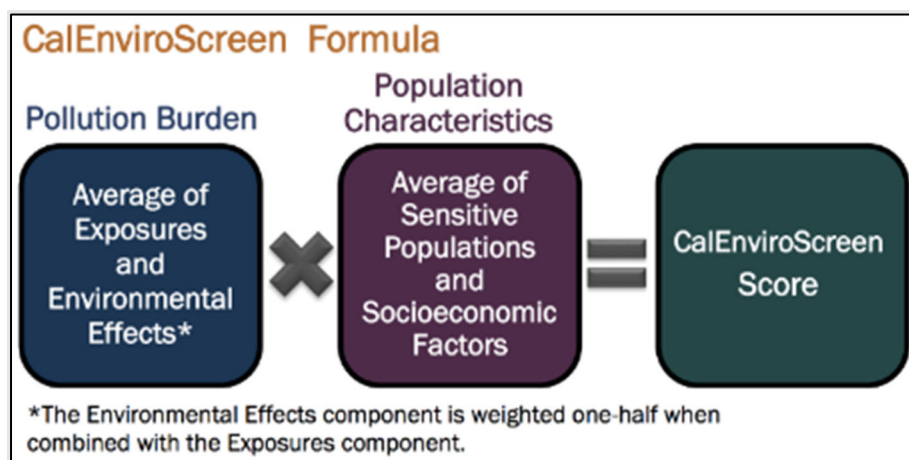 CalEnviroScreen Formula
Pollution Burden
Average of
Exposures
and
Environmental
Effects*
Population
Characteristics
Average of
Sensitive
Populations
and
Socioeconomic
Factors
CalEnviroScreen
Score
*The Environmental Effects component is weighted one-half when
combined with the Exposures component.